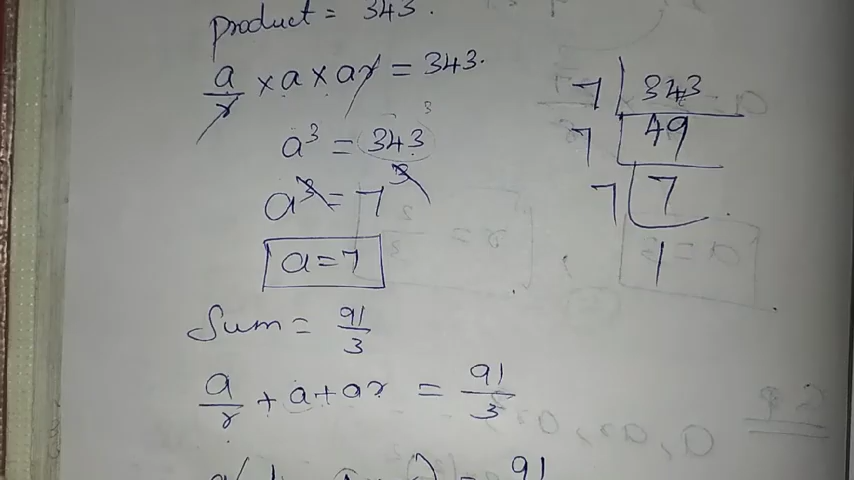 product = 343.
a/r × a × ar = 343.
a³ = 343
a³ = 7³
a = 7
7 | 343
7 | 49
7 | 7
1
Sum = 91/3
a/r + a + ar = 91/3
= 91